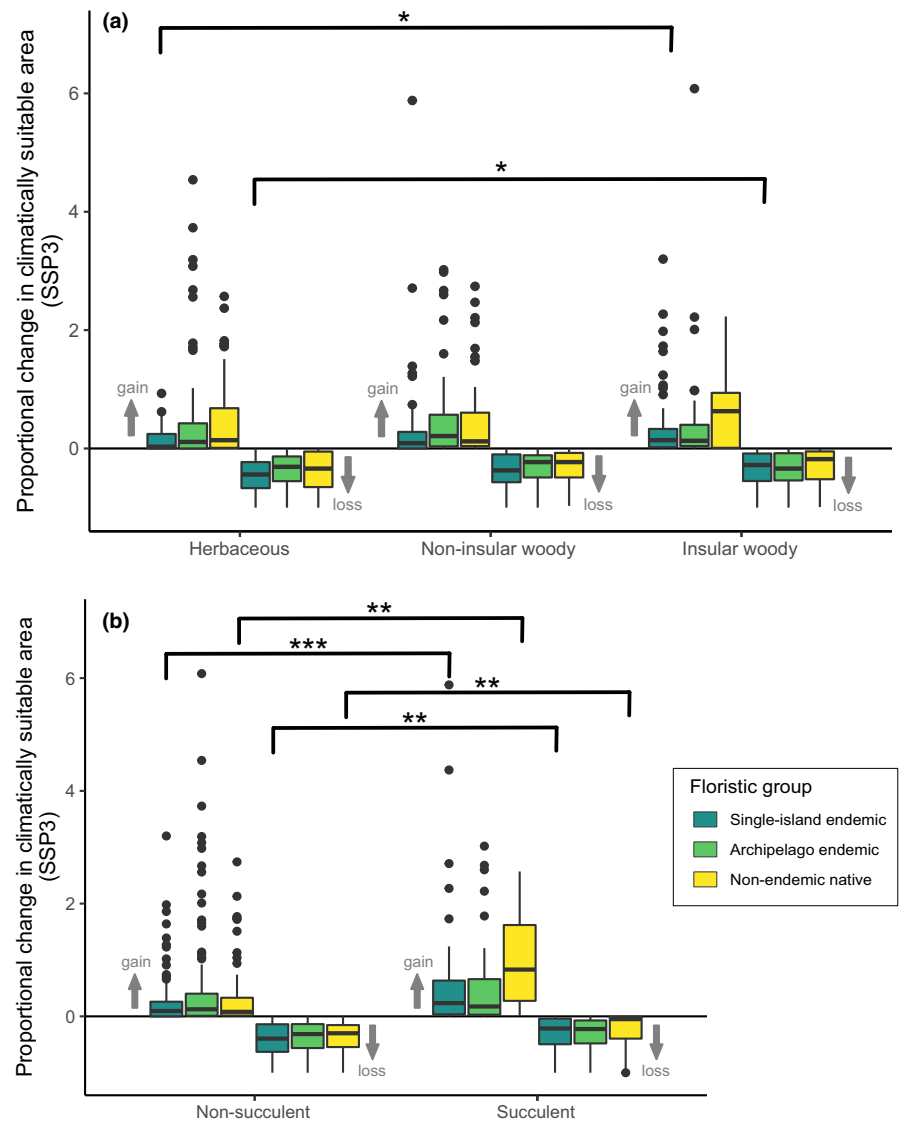 (a)
*
*
Proportional change in climatically suitable area
(SSP3)
6
4
2
0
gain
loss
gain
loss
gain
loss
Herbaceous
Non-insular woody
Insular woody
(b)
**
***
**
**
Proportional change in climatically suitable area
(SSP3)
6
4
2
0
gain
loss
gain
loss
Non-succulent
Succulent
Floristic group
Single-island endemic
Archipelago endemic
Non-endemic native